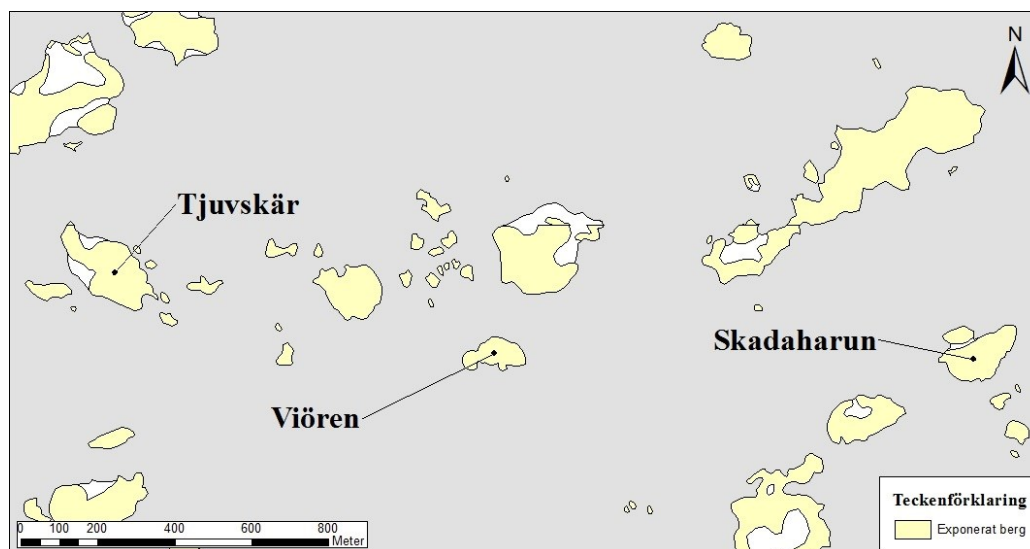 N
Tjuvskär
Skadaharun
Viören
Teckenförklaring
Exponerat berg
0 100 200 400 600 800
Meter